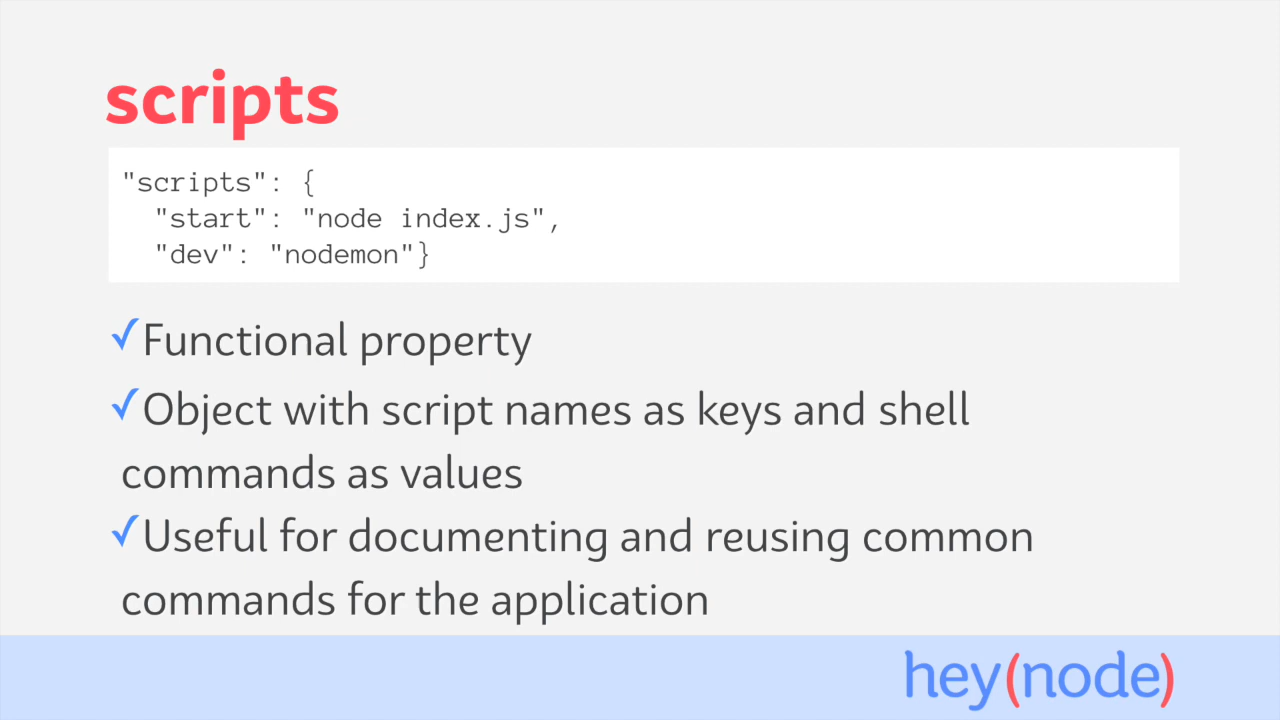 scripts
"scripts": {
"start": "node index.js",
"dev": "nodemon"}
✓Functional property
✓Object with script names as keys and shell
commands as values
✓Useful for documenting and reusing common
commands for the application
hey(node)